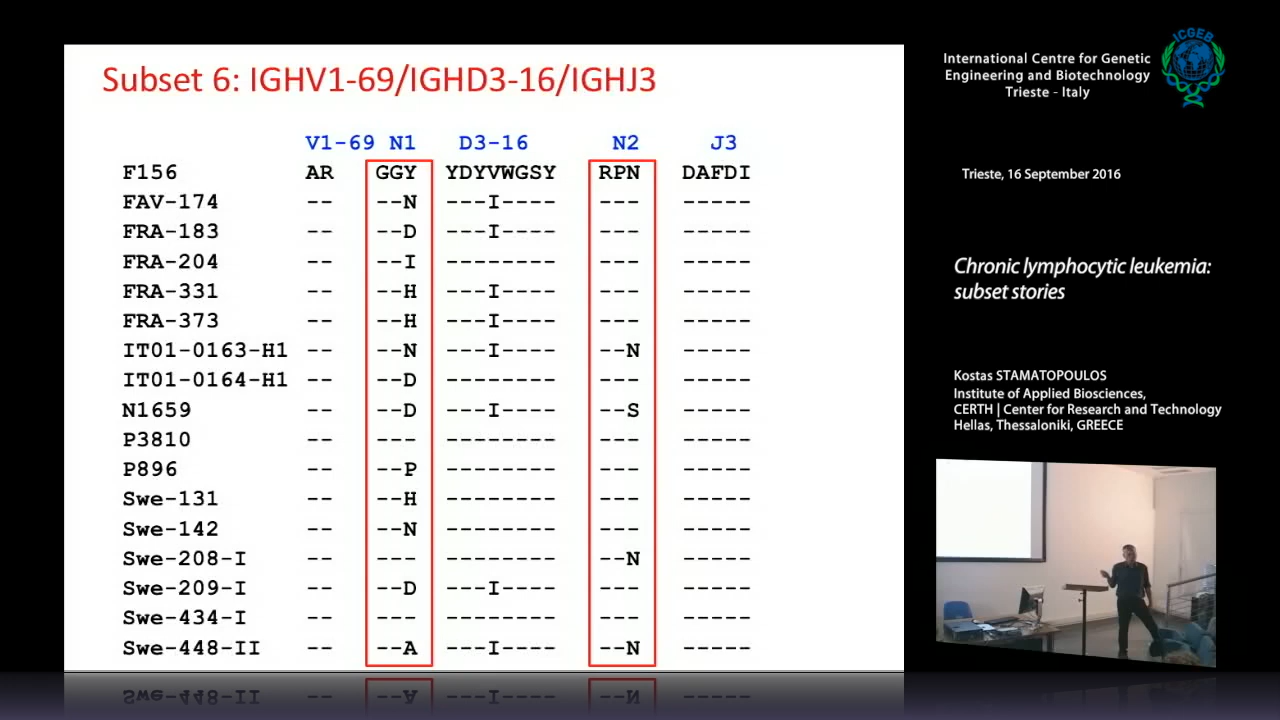 Subset 6: IGHV1-69/IGHD3-16/IGHJ3
V1-69 N1 D3-16 N2 J3
F156 AR GGY YDYVWGSY RPN DAFDI
FAV-174 -- --N ---I---- --- -----
FRA-183 -- --D ---I---- --- -----
FRA-204 -- --I -------- --- -----
FRA-331 -- --H ---I---- --- -----
FRA-373 -- --H ---I---- --- -----
IT01-0163-H1 -- --N ---I---- --N -----
IT01-0164-H1 -- --D -------- --- -----
N1659 -- --D ---I---- --S -----
P3810 -- --- -------- --- -----
P896 -- --P -------- --- -----
Swe-131 -- --H -------- --- -----
Swe-142 -- --N -------- --- -----
Swe-208-I -- --- -------- --N -----
Swe-209-I -- --D ---I---- --- -----
Swe-434-I -- --- -------- --- -----
Swe-448-II -- --A ---I---- --N -----
International Centre for Genetic
Engineering and Biotechnology
Trieste - Italy
ICGEB
Trieste, 16 September 2016
Chronic lymphocytic leukemia:
subset stories
Kostas STAMATOPOULOS
Institute of Applied Biosciences,
CERTH | Center for Research and Technology
Hellas, Thessaloniki, GREECE